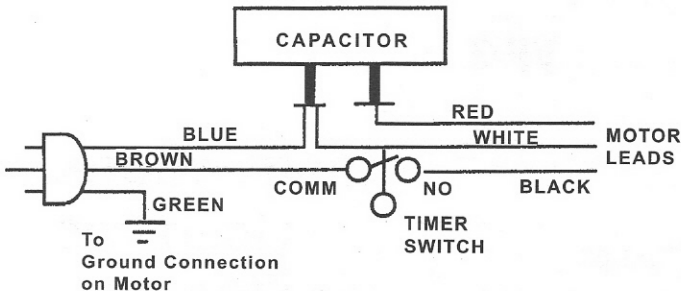 CAPACITOR
RED
BLUE
WHITE
MOTOR
LEADS
BROWN
COMM
NO
BLACK
GREEN
TIMER
SWITCH
To
Ground Connection
on Motor